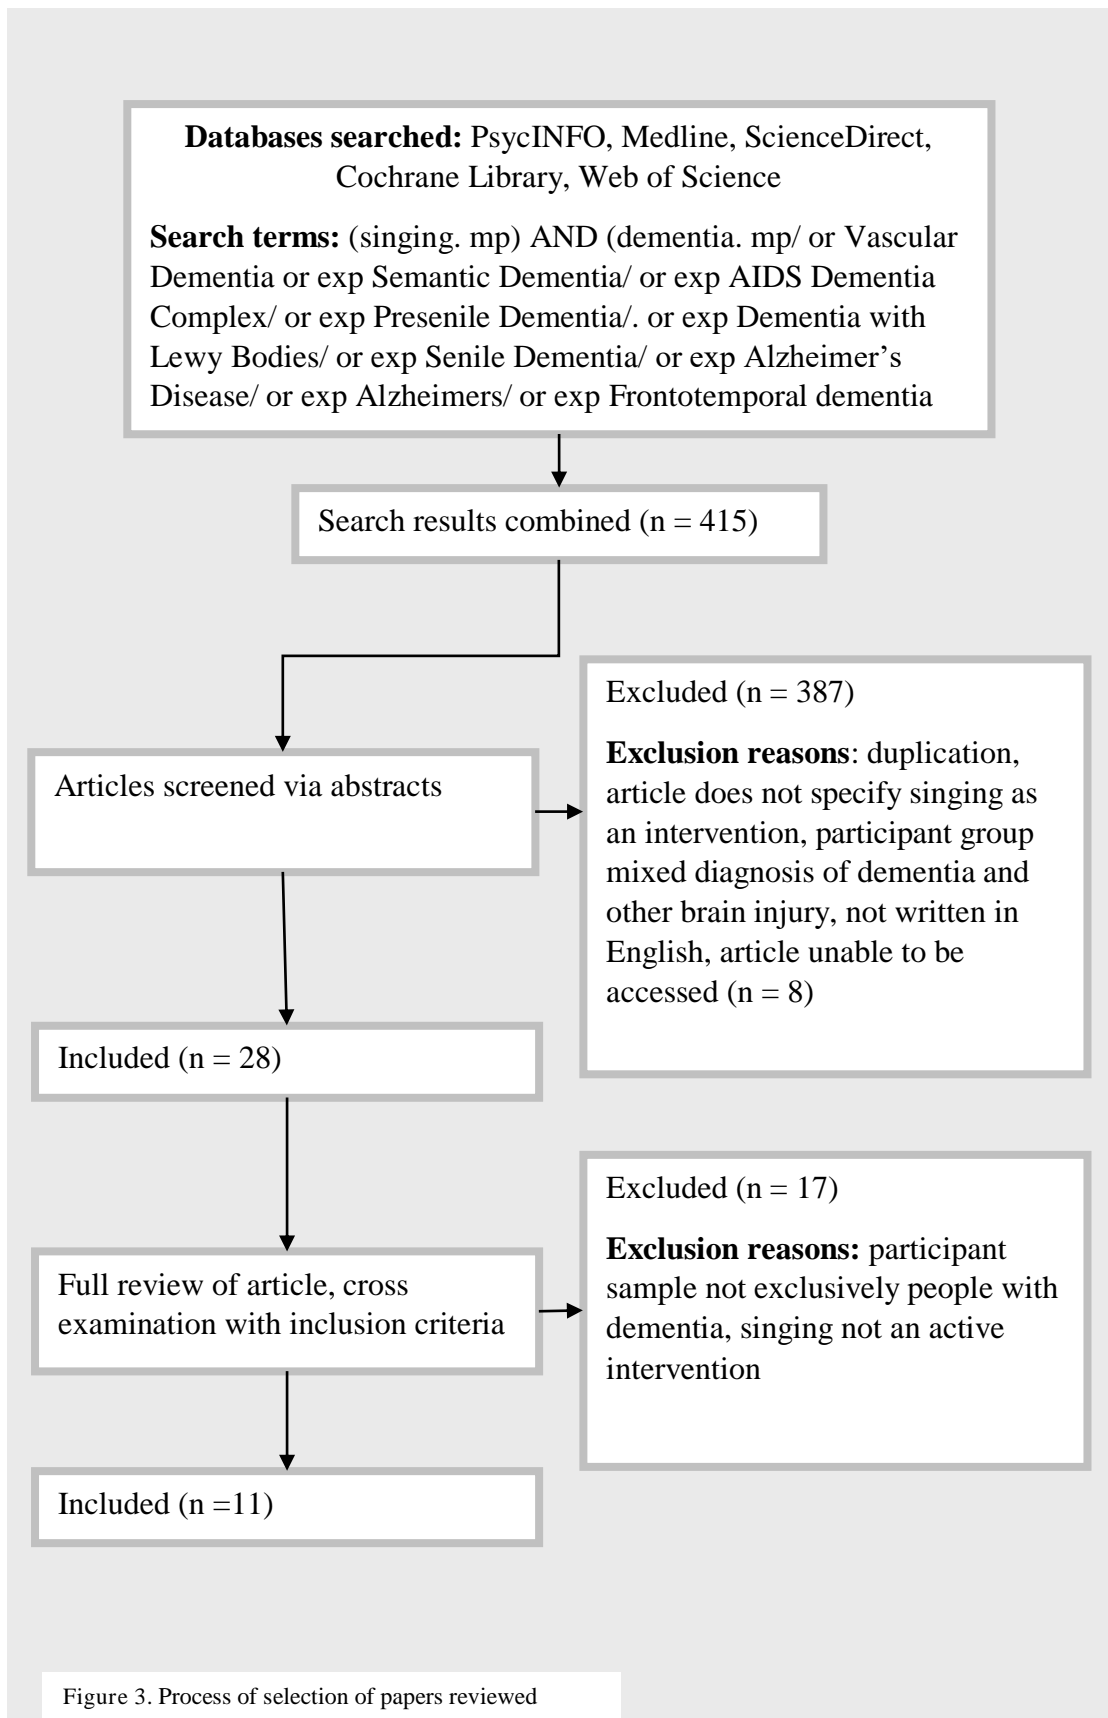 Databases searched: PsycINFO, Medline, ScienceDirect,
Cochrane Library, Web of Science
Search terms: (singing. mp) AND (dementia. mp/ or Vascular
Dementia or exp Semantic Dementia/ or exp AIDS Dementia
Complex/ or exp Presenile Dementia/. or exp Dementia with
Lewy Bodies/ or exp Senile Dementia/ or exp Alzheimer’s
Disease/ or exp Alzheimers/ or exp Frontotemporal dementia
Search results combined (n = 415)
Articles screened via abstracts
Excluded (n = 387)
Exclusion reasons: duplication,
article does not specify singing as
an intervention, participant group
mixed diagnosis of dementia and
other brain injury, not written in
English, article unable to be
accessed (n = 8)
Included (n = 28)
Full review of article, cross
examination with inclusion criteria
Excluded (n = 17)
Exclusion reasons: participant
sample not exclusively people with
dementia, singing not an active
intervention
Included (n =11)
Figure 3. Process of selection of papers reviewed